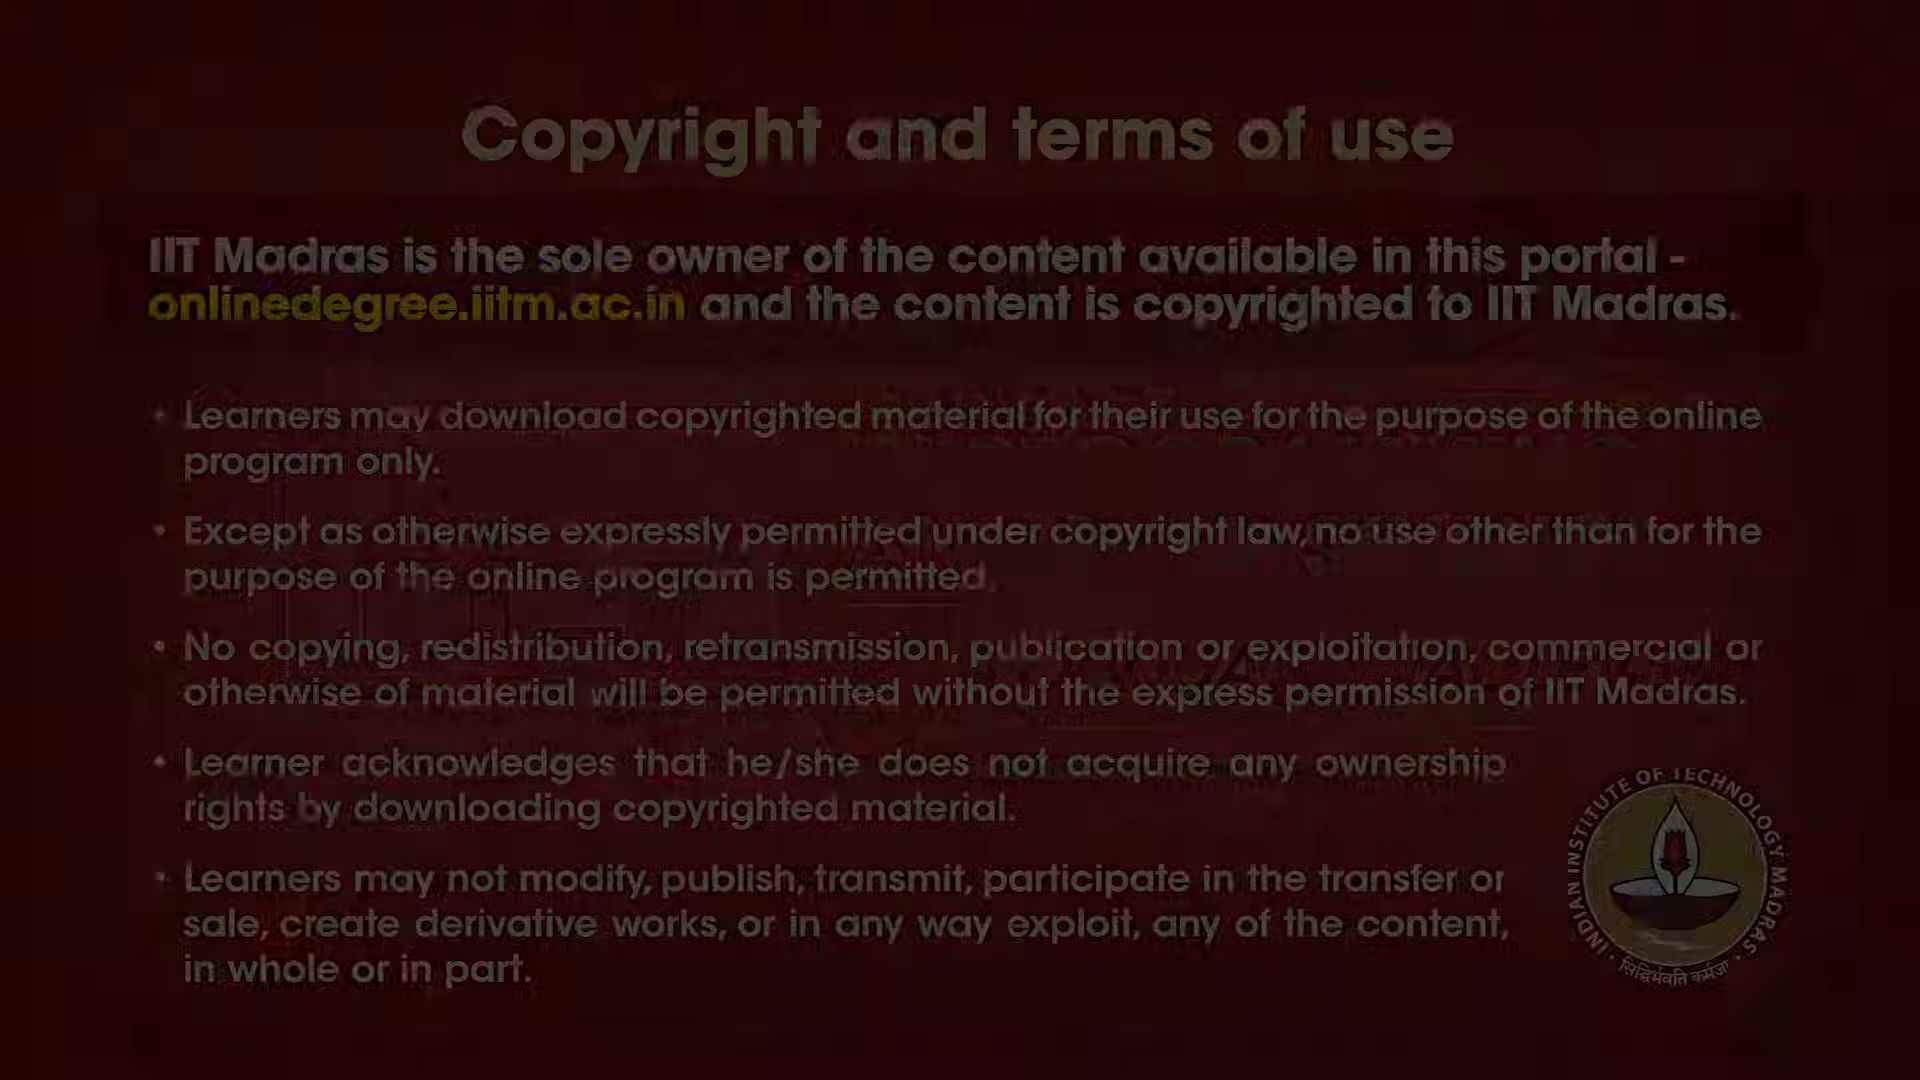 Copyright and terms of use
IIT Madras is the sole owner of the content available in this portal -
onlinedegree.iitm.ac.in and the content is copyrighted to IIT Madras.
• Learners may download copyrighted material for their use for the purpose of the online
program only.
• Except as otherwise expressly permitted under copyright law, no use other than for the
purpose of the online program is permitted.
• No copying, redistribution, retransmission, publication or exploitation, commercial or
otherwise of material will be permitted without the express permission of IIT Madras.
• Learner acknowledges that he/she does not acquire any ownership
rights by downloading copyrighted material.
• Learners may not modify, publish, transmit, participate in the transfer or
sale, create derivative works, or in any way exploit, any of the content,
in whole or in part.
INDIAN INSTITUTE OF TECHNOLOGY MADRAS
सिद्धिर्भवति कर्मजा